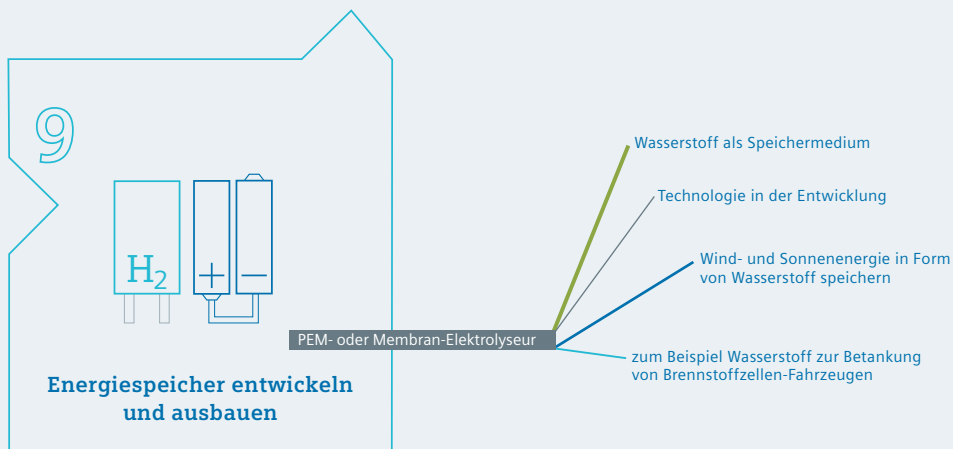 9
H₂
+
−
Energiespeicher entwickeln
und ausbauen
PEM- oder Membran-Elektrolyseur
Wasserstoff als Speichermedium
Technologie in der Entwicklung
Wind- und Sonnenenergie in Form
von Wasserstoff speichern
zum Beispiel Wasserstoff zur Betankung
von Brennstoffzellen-Fahrzeugen